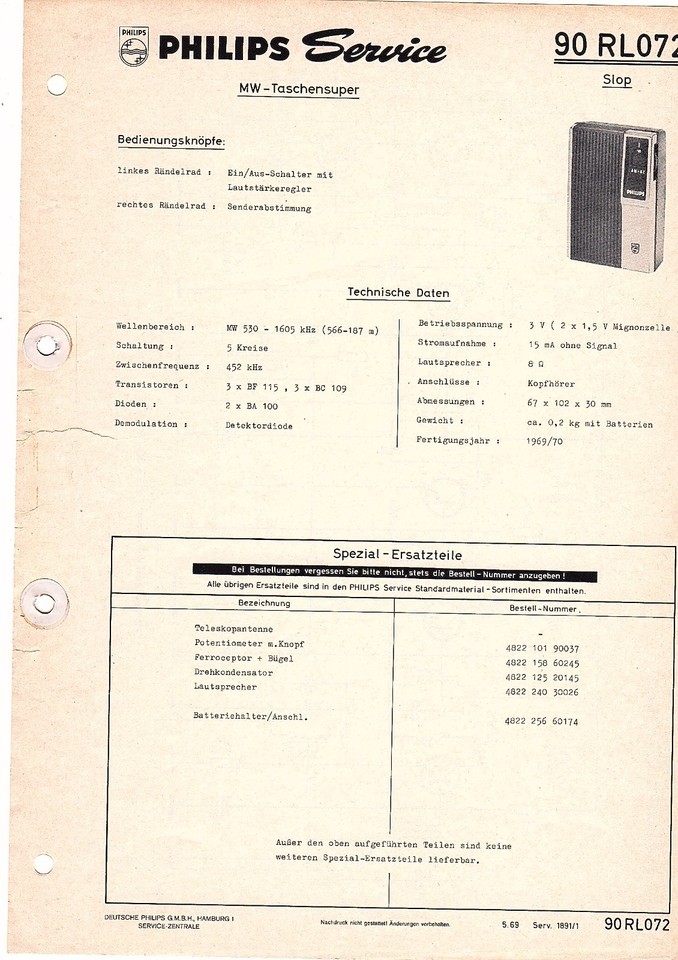 PHILIPS
PHILIPS Service
90 RL072
MW-Taschensuper
Slop
Bedienungsknöpfe:
linkes Rändelrad : Ein/Aus-Schalter mit
Lautstärkeregler
rechtes Rändelrad : Senderabstimmung
PHILIPS
Technische Daten
Wellenbereich : MW 530 - 1605 kHz (566-187 m)
Schaltung : 5 Kreise
Zwischenfrequenz : 452 kHz
Transistoren : 3 x BF 115 , 3 x BC 109
Dioden : 2 x BA 100
Demodulation : Detektordiode
Betriebsspannung : 3 V ( 2 x 1,5 V Mignonzelle
Stromaufnahme : 15 mA ohne Signal
Lautsprecher : 8 Ω
Anschlüsse : Kopfhörer
Abmessungen : 67 x 102 x 30 mm
Gewicht : ca. 0,2 kg mit Batterien
Fertigungsjahr : 1969/70
Spezial-Ersatzteile
Bei Bestellungen vergessen Sie bitte nicht, stets die Bestell-Nummer anzugeben!
Alle übrigen Ersatzteile sind in den PHILIPS Service Standardmaterial-Sortimenten enthalten.
Bezeichnung Bestell-Nummer.
Teleskopantenne -
Potentiometer m.Knopf 4822 101 90037
Ferroceptor + Bügel 4822 158 60245
Drehkondensator 4822 125 20145
Lautsprecher 4822 240 30026
Batteriehalter/Anschl. 4822 256 60174
Außer den oben aufgeführten Teilen sind keine
weiteren Spezial-Ersatzteile lieferbar.
DEUTSCHE PHILIPS G.M.B.H., HAMBURG I
SERVICE-ZENTRALE
Nachdruck nicht gestattet! Änderungen vorbehalten.
5.69 Serv. 1891/1 90RL072